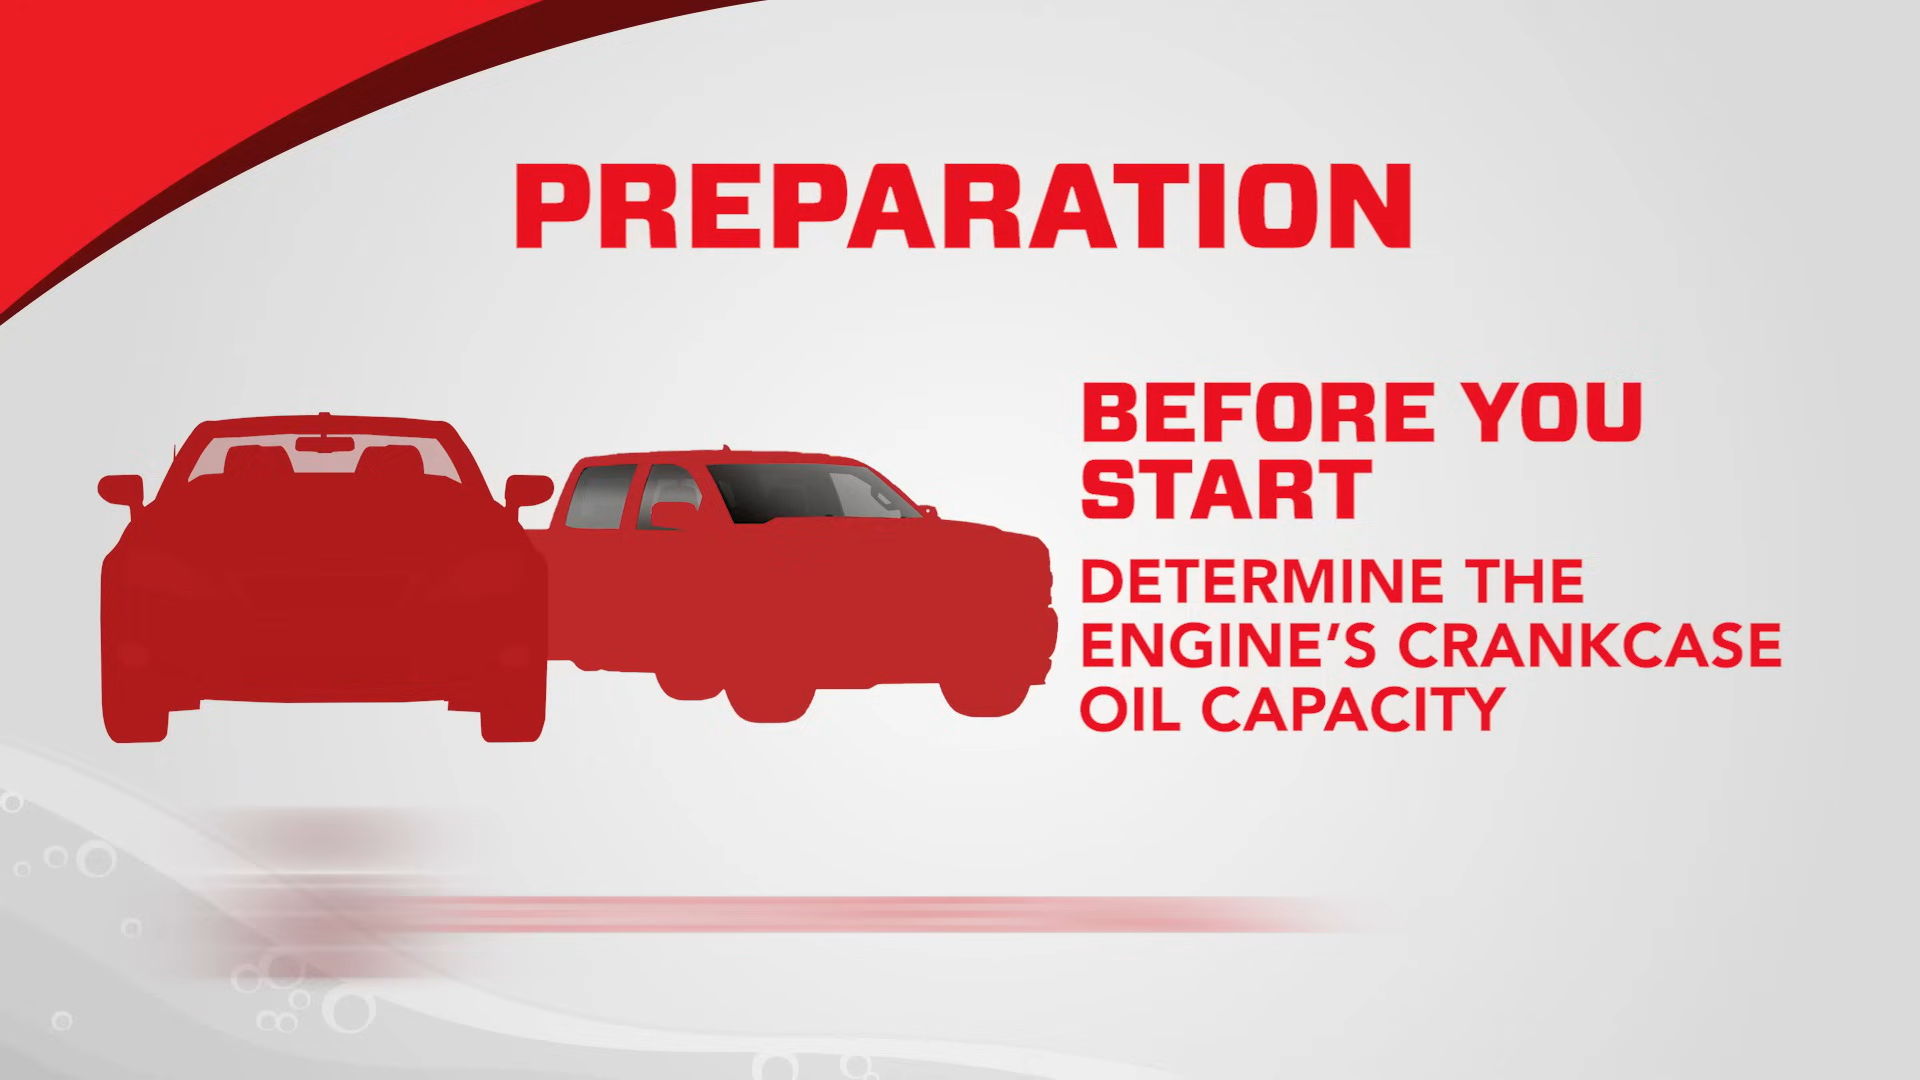 PREPARATION
BEFORE YOU
START
DETERMINE THE
ENGINE’S CRANKCASE
OIL CAPACITY